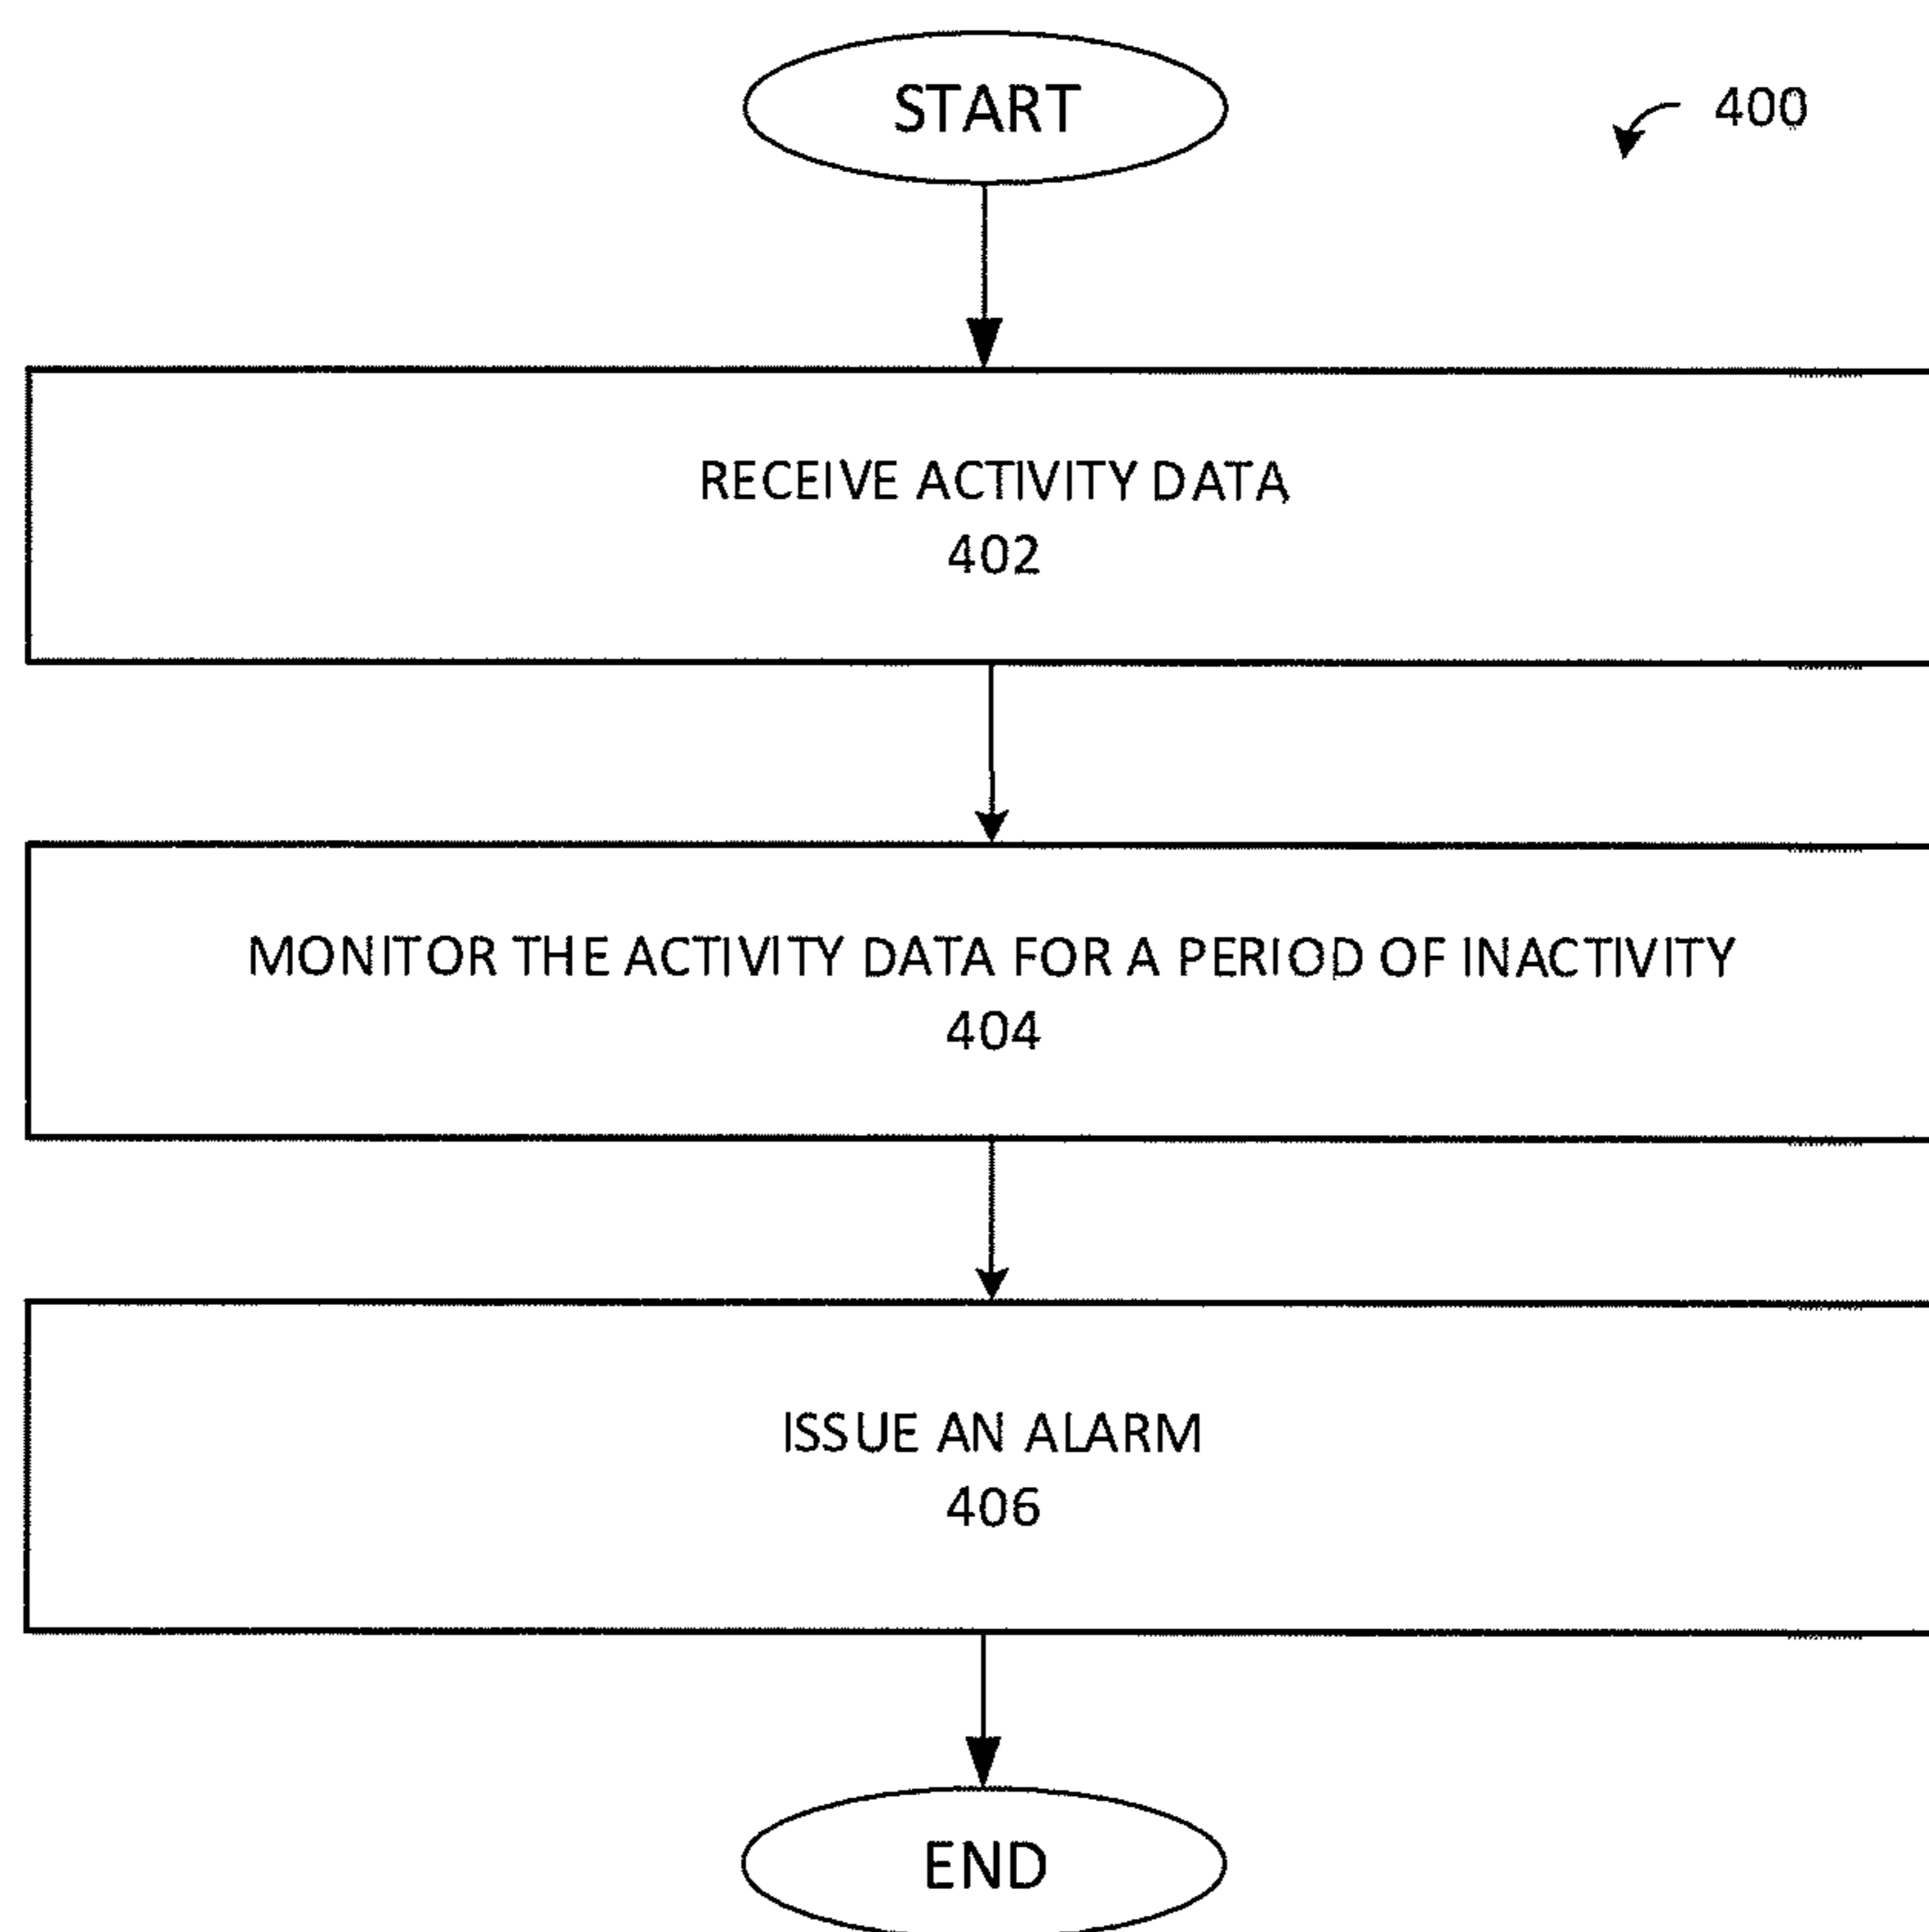 START
400
RECEIVE ACTIVITY DATA
402
MONITOR THE ACTIVITY DATA FOR A PERIOD OF INACTIVITY
404
ISSUE AN ALARM
406
END